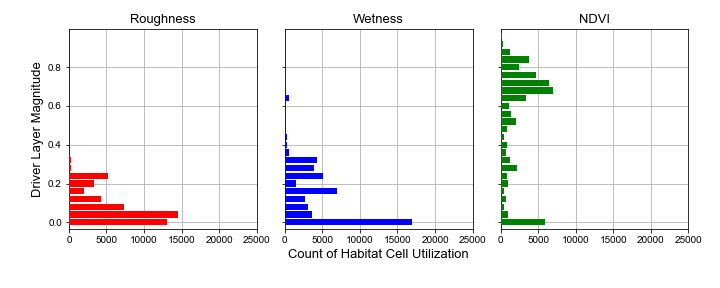 Roughness Wetness NDVI
Driver Layer Magnitude
0.8
0.6
0.4
0.2
0.0
0 5000 10000 15000 20000 25000 0 5000 10000 15000 20000 25000 0 5000 10000 15000 20000 25000
Count of Habitat Cell Utilization